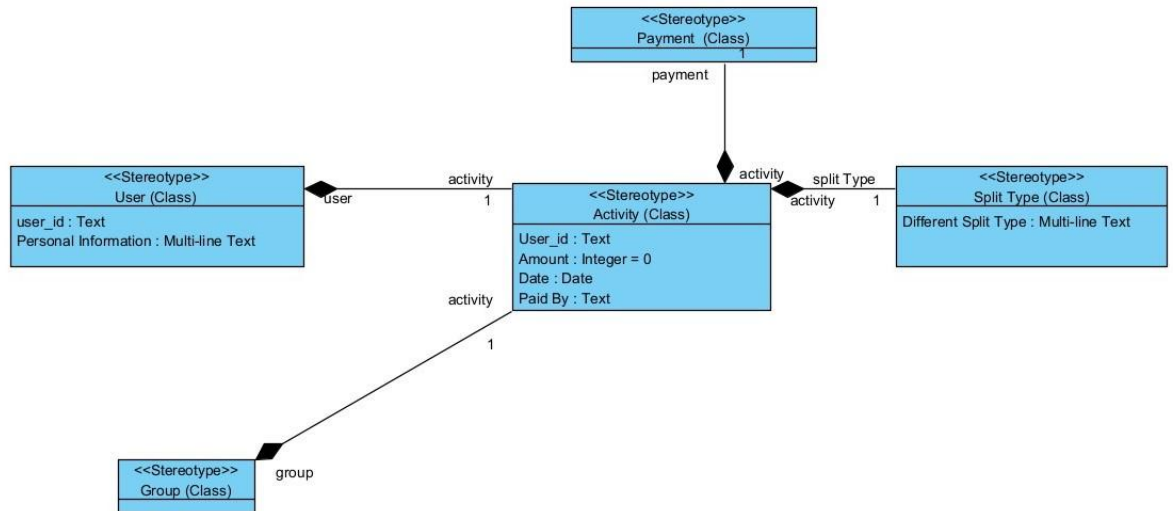 <<Stereotype>>
Payment (Class)
1
payment
<<Stereotype>>
User (Class)
user_id : Text
Personal Information : Multi-line Text
user
activity
1
<<Stereotype>>
Activity (Class)
User_id : Text
Amount : Integer = 0
Date : Date
Paid By : Text
activity
activity
split Type
1
<<Stereotype>>
Split Type (Class)
Different Split Type : Multi-line Text
activity
1
group
<<Stereotype>>
Group (Class)